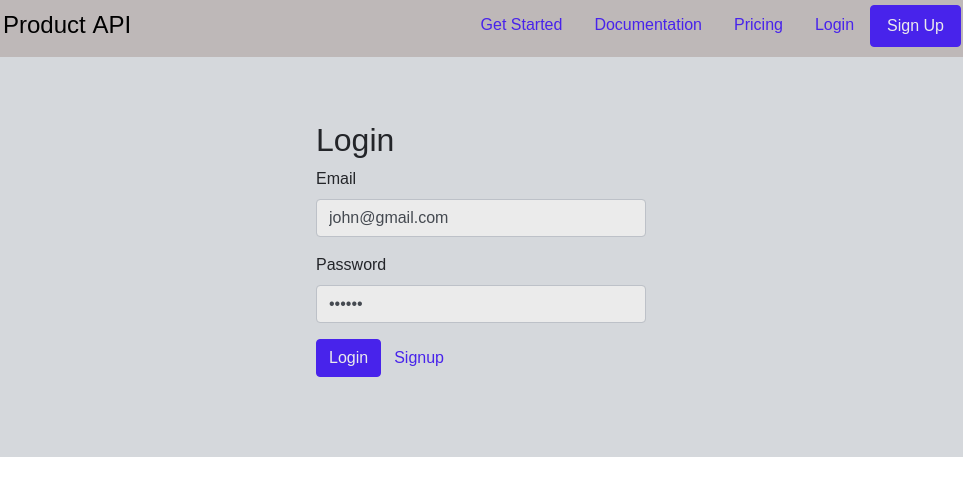 Product API Get Started Documentation Pricing Login Sign Up
Login
Email
john@gmail.com
Password
••••••
Login Signup